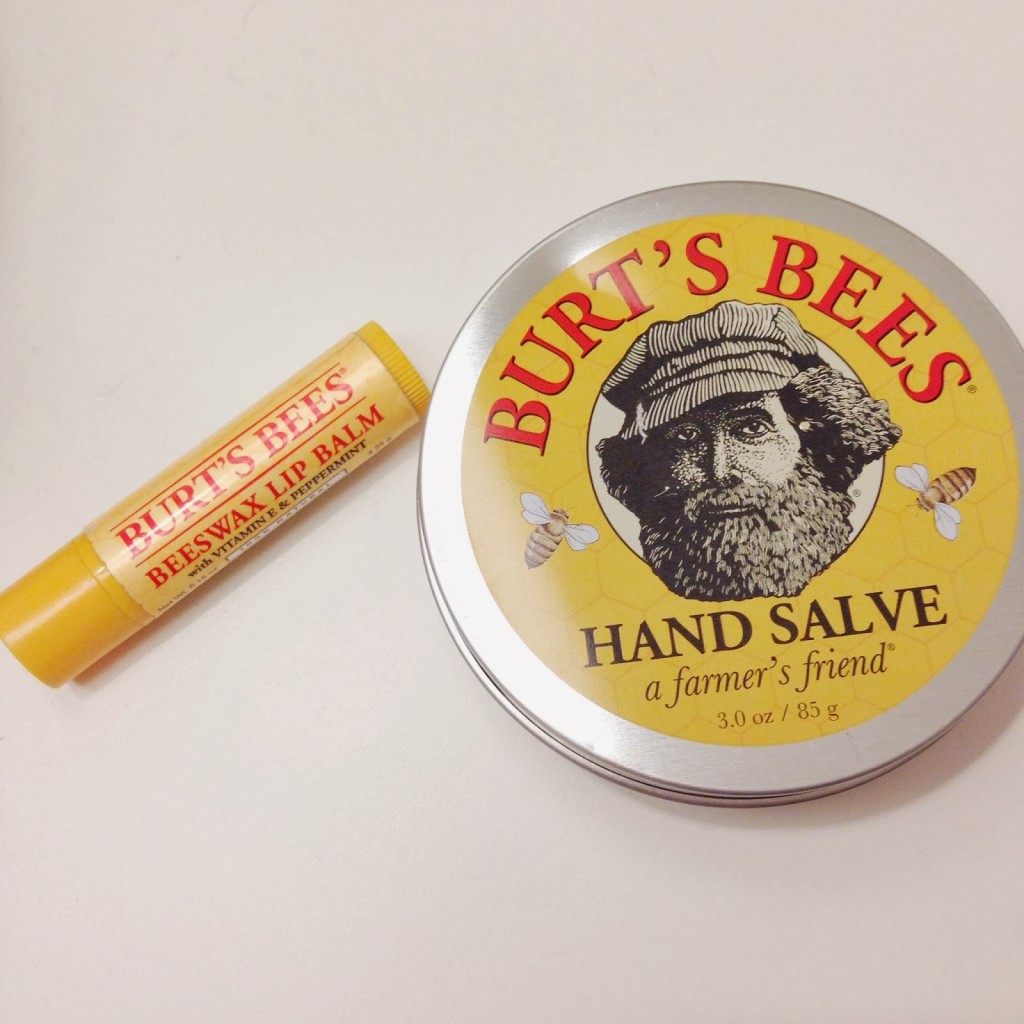 BURT'S BEES®
BEESWAX LIP BALM
with VITAMIN E & PEPPERMINT
BURT'S BEES®
®
HAND SALVE
a farmer's friend®
3.0 oz / 85 g